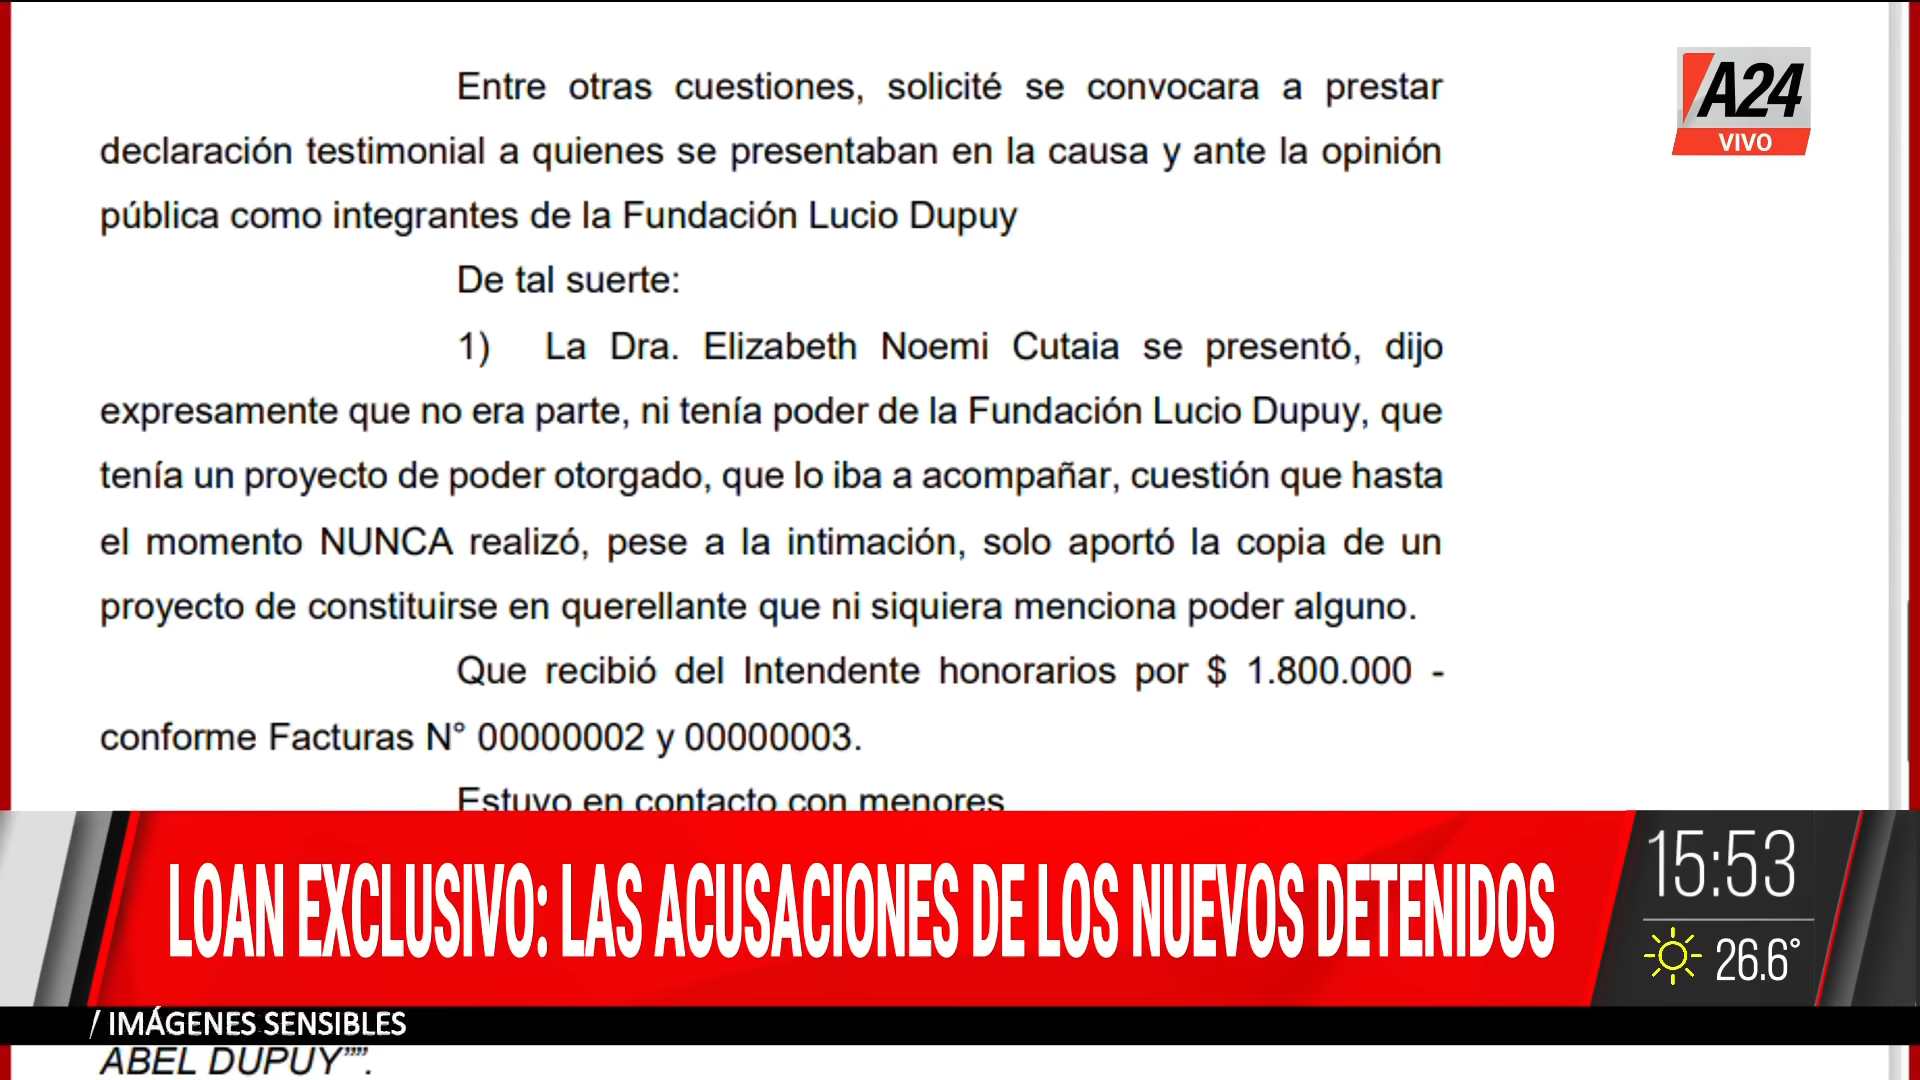 Entre otras cuestiones, solicité se convocara a prestar
declaración testimonial a quienes se presentaban en la causa y ante la opinión
pública como integrantes de la Fundación Lucio Dupuy
De tal suerte:
1) La Dra. Elizabeth Noemi Cutaia se presentó, dijo
expresamente que no era parte, ni tenía poder de la Fundación Lucio Dupuy, que
tenía un proyecto de poder otorgado, que lo iba a acompañar, cuestión que hasta
el momento NUNCA realizó, pese a la intimación, solo aportó la copia de un
proyecto de constituirse en querellante que ni siquiera menciona poder alguno.
Que recibió del Intendente honorarios por $ 1.800.000 -
conforme Facturas N° 00000002 y 00000003.
Estuvo en contacto con menores
A24
VIVO
LOAN EXCLUSIVO: LAS ACUSACIONES DE LOS NUEVOS DETENIDOS
15:53
26.6°
/ IMÁGENES SENSIBLES
ABEL DUPUY"".